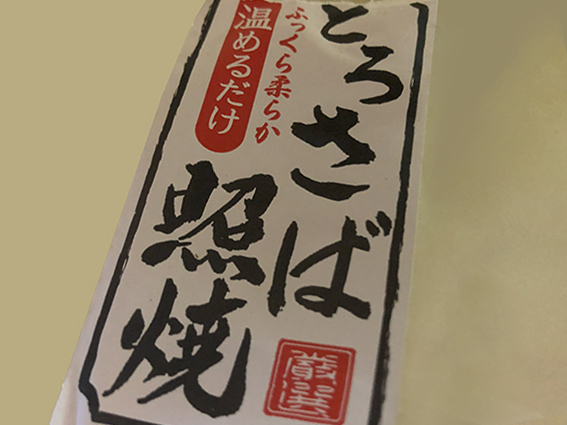 とろさば
照焼
ふっくら柔らか
温めるだけ
厳選